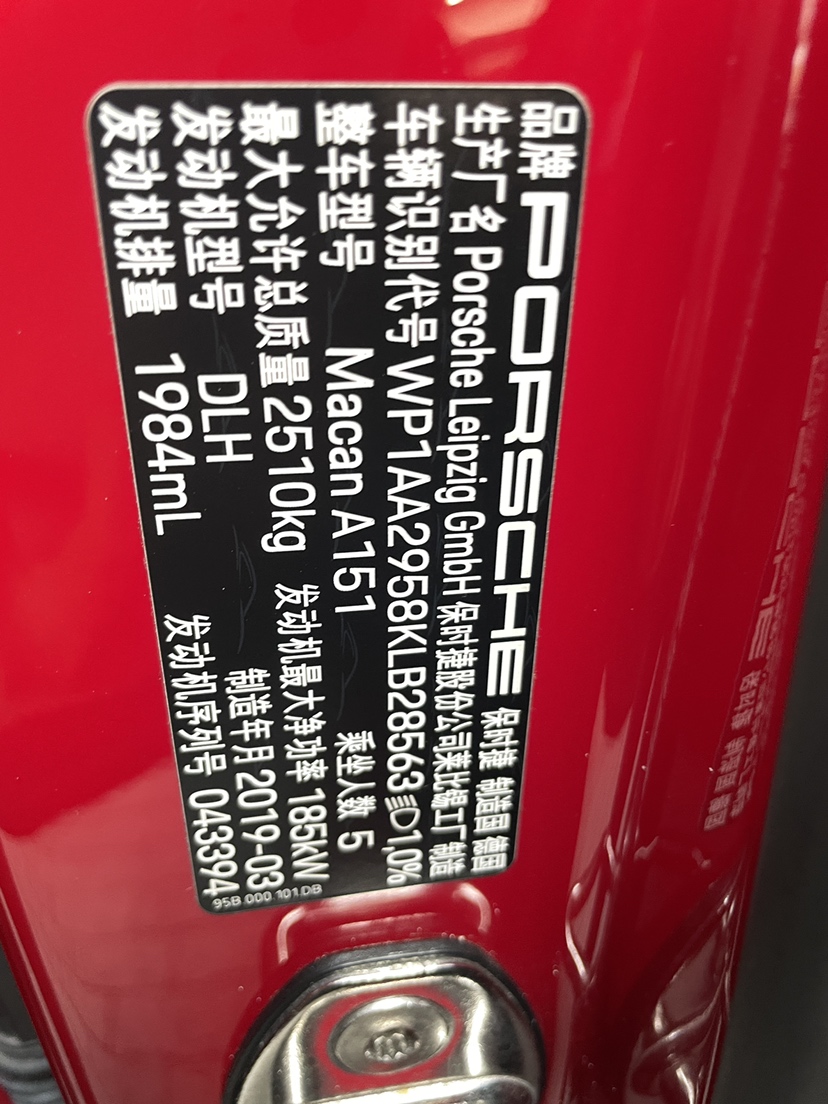 品牌 PORSCHE 保时捷 制造国 德国
生产厂名 Porsche Leipzig GmbH 保时捷股份公司莱比锡工厂 制造
车辆识别代号 WP1AA2958KLB28563 1,0%
整车型号 Macan A151 乘坐人数 5
最大允许总质量 2510kg 发动机最大净功率 185kW
发动机型号 DLH 制造年月 2019-03
发动机排量 1984mL 发动机序列号 043394
95B.000.101.DB